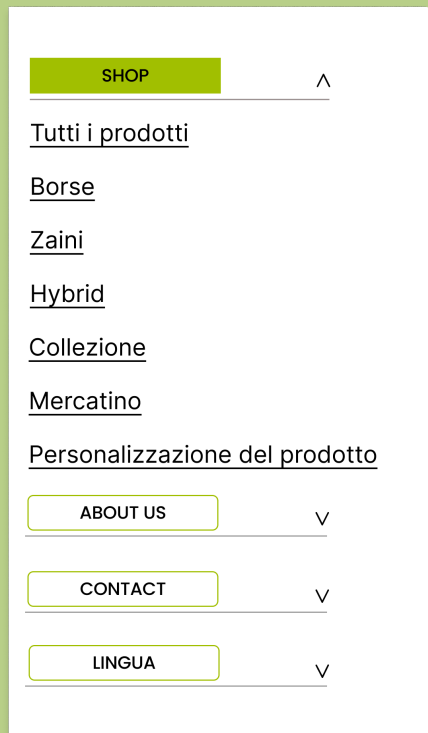 SHOP
Tutti i prodotti
Borse
Zaini
Hybrid
Collezione
Mercatino
Personalizzazione del prodotto
ABOUT US
CONTACT
LINGUA